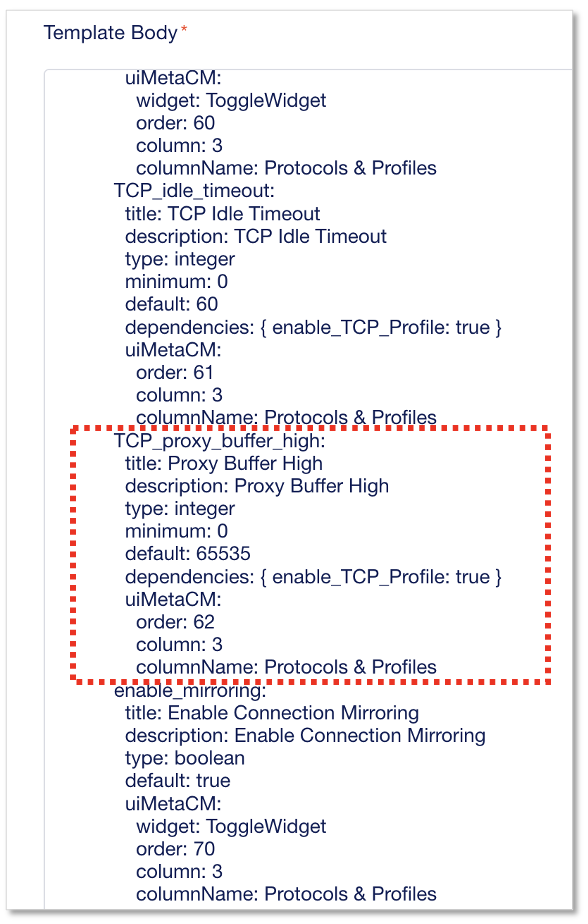 Template Body*
uiMetaCM:
widget: ToggleWidget
order: 60
column: 3
columnName: Protocols & Profiles
TCP_idle_timeout:
title: TCP Idle Timeout
description: TCP Idle Timeout
type: integer
minimum: 0
default: 60
dependencies: { enable_TCP_Profile: true }
uiMetaCM:
order: 61
column: 3
columnName: Protocols & Profiles
TCP_proxy_buffer_high:
title: Proxy Buffer High
description: Proxy Buffer High
type: integer
minimum: 0
default: 65535
dependencies: { enable_TCP_Profile: true }
uiMetaCM:
order: 62
column: 3
columnName: Protocols & Profiles
enable_mirroring:
title: Enable Connection Mirroring
description: Enable Connection Mirroring
type: boolean
default: true
uiMetaCM:
widget: ToggleWidget
order: 70
column: 3
columnName: Protocols & Profiles